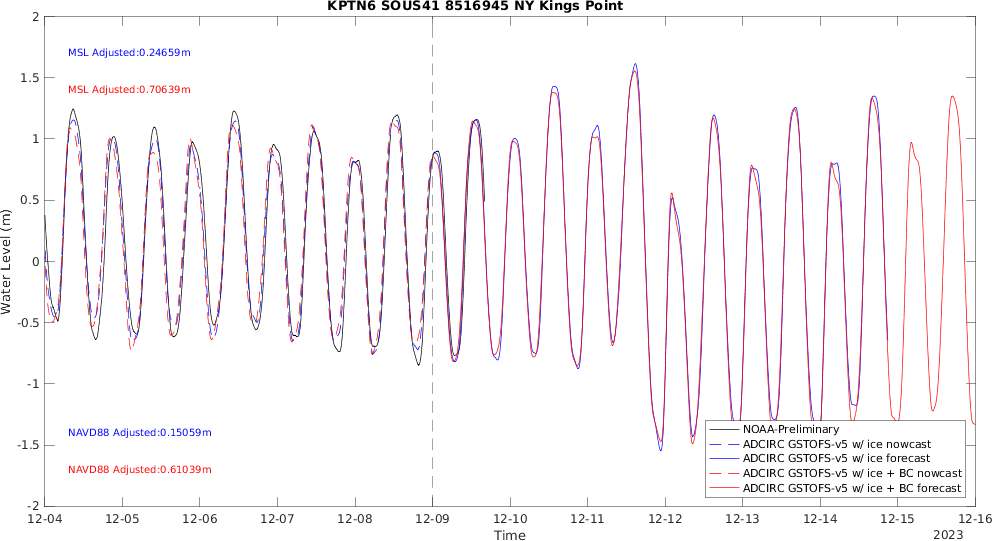 KPTN6 SOUS41 8516945 NY Kings Point
MSL Adjusted:0.24659m
MSL Adjusted:0.70639m
NAVD88 Adjusted:0.15059m
NAVD88 Adjusted:0.61039m
Water Level (m)
2
1.5
1
0.5
0
-0.5
-1
-1.5
-2
NOAA-Preliminary
ADCIRC GSTOFS-v5 w/ ice nowcast
ADCIRC GSTOFS-v5 w/ ice forecast
ADCIRC GSTOFS-v5 w/ ice + BC nowcast
ADCIRC GSTOFS-v5 w/ ice + BC forecast
12-04 12-05 12-06 12-07 12-08 12-09 12-10 12-11 12-12 12-13 12-14 12-15 12-16
Time
2023